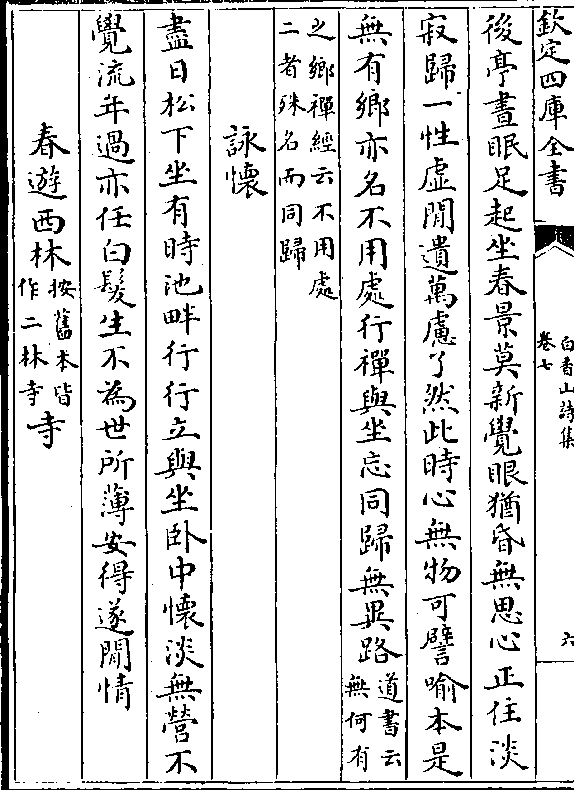 欽定四庫全書
白香山詩集
卷七
六
後亭晝眠足起坐春景莫新覺眼猶昏無思心正住淡
寂歸一性虛閒遺萬慮了然此時心無物可譬喻本是
無有鄉亦名不用處行禪與坐忘同歸無異路道書云無何有
之鄉禪經云不用處
二者殊名而同歸
詠懷
盡日松下坐有時池畔行行立與坐卧中懷淡無營不
覺流年過亦任白髮生不為世所薄安得遂閒情
春遊西林按舊本皆作二林寺寺